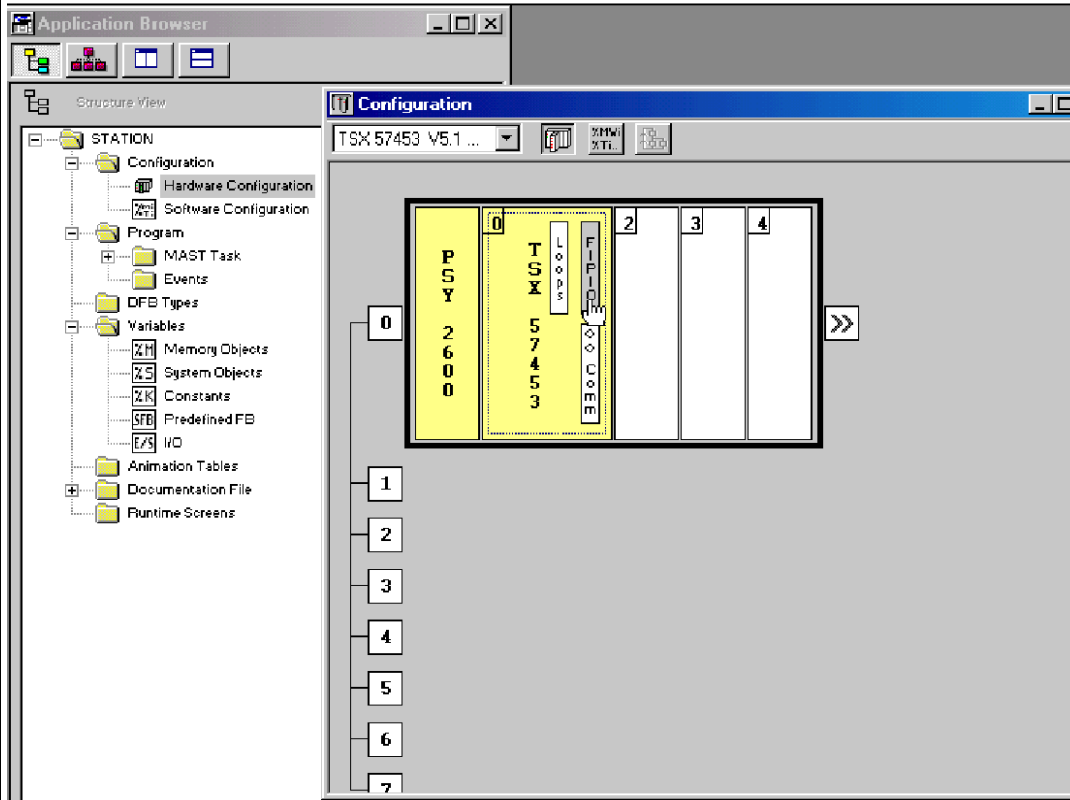 Application Browser
Structure View
STATION
Configuration
Hardware Configuration
Software Configuration
Program
MAST Task
Events
DFB Types
Variables
%M Memory Objects
%S System Objects
%K Constants
SFB Predefined FB
E/S I/O
Animation Tables
Documentation File
Runtime Screens
Configuration
TSX 57453 V5.1 ...
%MWi
%Ti..
PSY 2600
0
TSX 57453
Loops
FIPIO
Comm
2
3
4
0
1
2
3
4
5
6
7